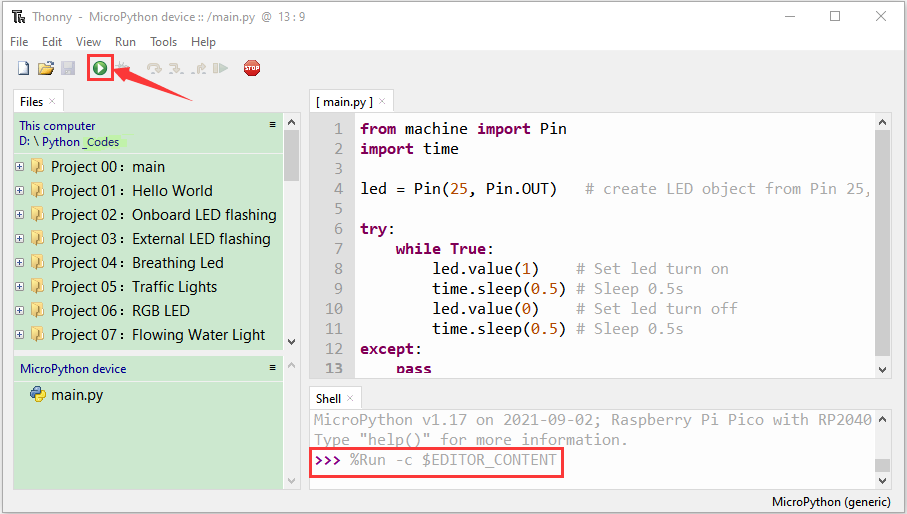 Thonny - MicroPython device :: /main.py @ 13 : 9
File Edit View Run Tools Help
STOP
Files
This computer
D: \ Python_Codes
Project 00：main
Project 01：Hello World
Project 02：Onboard LED flashing
Project 03：External LED flashing
Project 04：Breathing Led
Project 05：Traffic Lights
Project 06：RGB LED
Project 07：Flowing Water Light
MicroPython device
main.py
[ main.py ]
1 from machine import Pin
2 import time
3
4 led = Pin(25, Pin.OUT)   # create LED object from Pin 25,
5
6 try:
7     while True:
8         led.value(1)    # Set led turn on
9         time.sleep(0.5) # Sleep 0.5s
10         led.value(0)    # Set led turn off
11         time.sleep(0.5) # Sleep 0.5s
12 except:
13     pass
Shell
MicroPython v1.17 on 2021-09-02; Raspberry Pi Pico with RP2040
Type "help()" for more information.
>>> %Run -c $EDITOR_CONTENT
MicroPython (generic)